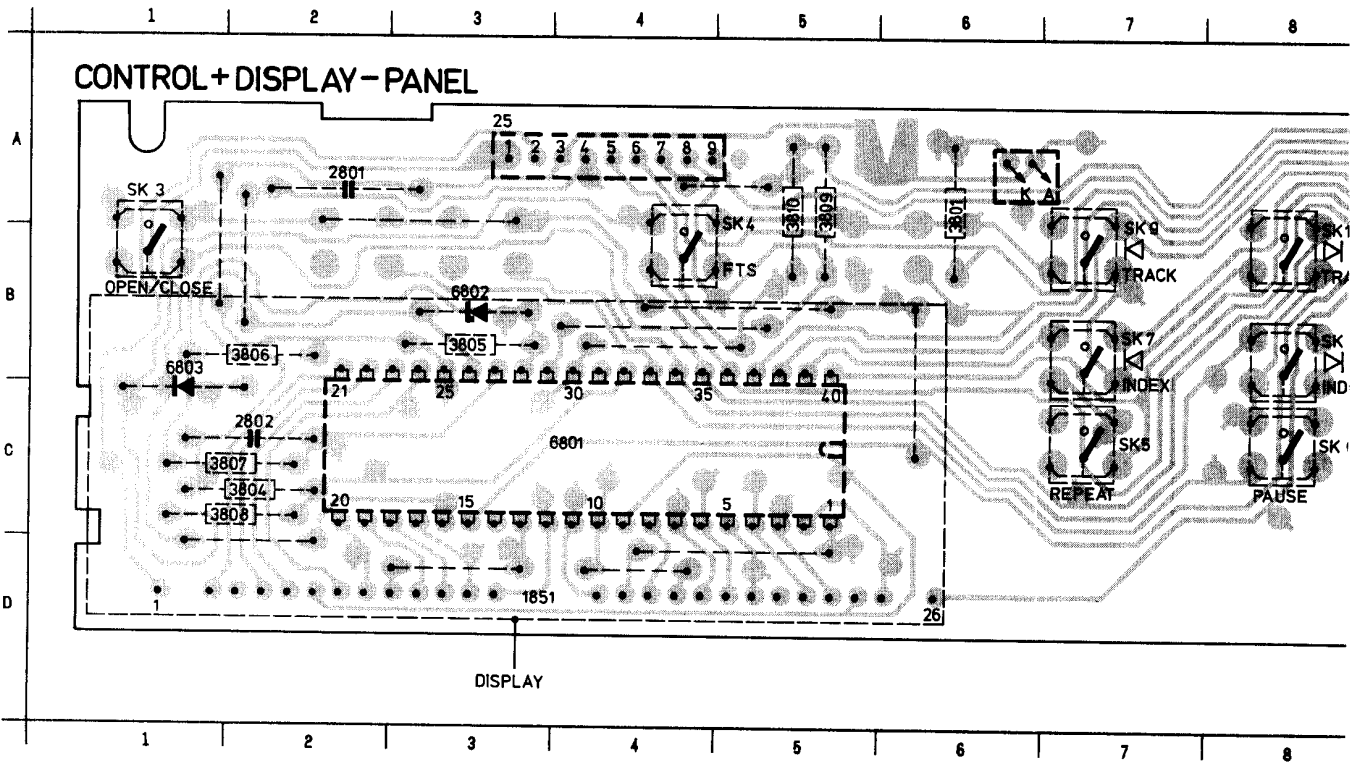 1 2 3 4 5 6 7 8
CONTROL+DISPLAY-PANEL
A
25
1 2 3 4 5 6 7 8 9
2801
SK 3
3810
3809
3801
K A
SK4
SK9
FTS
TRACK
OPEN/CLOSE
B
6802
3805
3806
SK7
6803
INDEX
21 25 30 35 40
2802
C
6801
3807
SK5
3804
REPEAT
PAUSE
20 15 10 5 1
3808
D
1
1851
26
DISPLAY
1 2 3 4 5 6 7 8